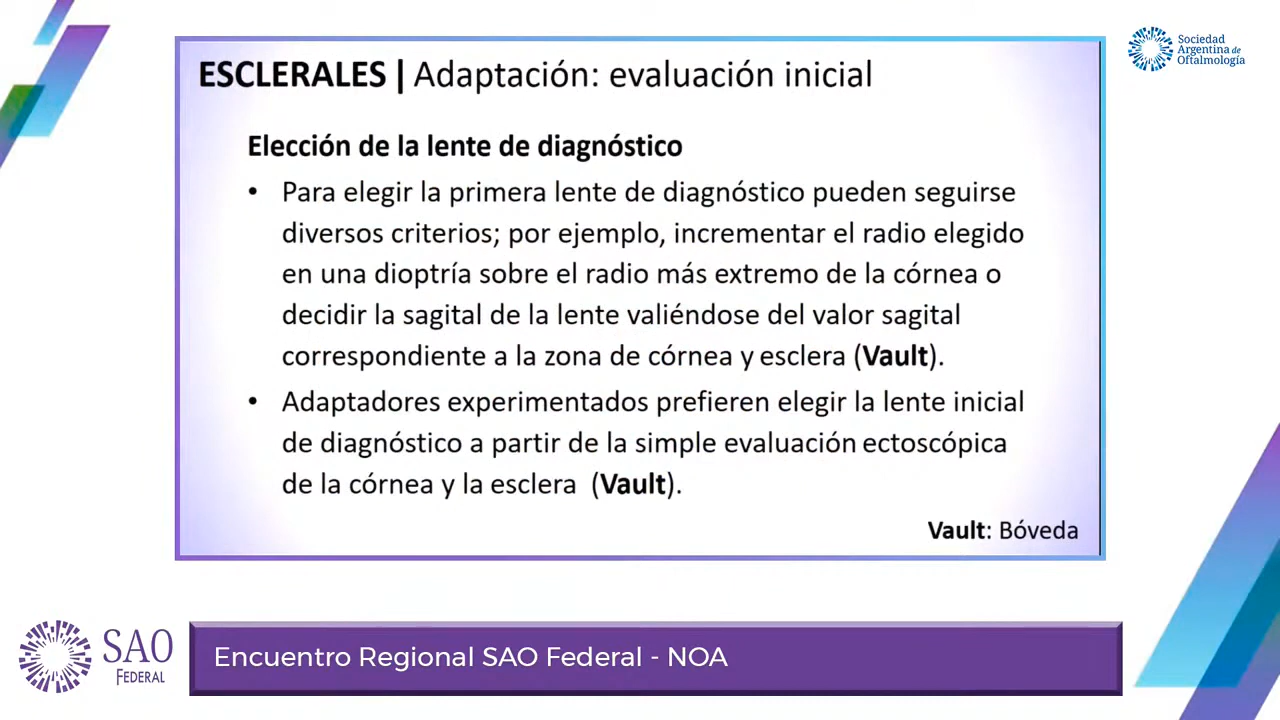 Sociedad
Argentina de
Oftalmología
ESCLERALES | Adaptación: evaluación inicial
Elección de la lente de diagnóstico
• Para elegir la primera lente de diagnóstico pueden seguirse
diversos criterios; por ejemplo, incrementar el radio elegido
en una dioptría sobre el radio más extremo de la córnea o
decidir la sagital de la lente valiéndose del valor sagital
correspondiente a la zona de córnea y esclera (Vault).
• Adaptadores experimentados prefieren elegir la lente inicial
de diagnóstico a partir de la simple evaluación ectoscópica
de la córnea y la esclera (Vault).
Vault: Bóveda
SAO
FEDERAL
Encuentro Regional SAO Federal - NOA